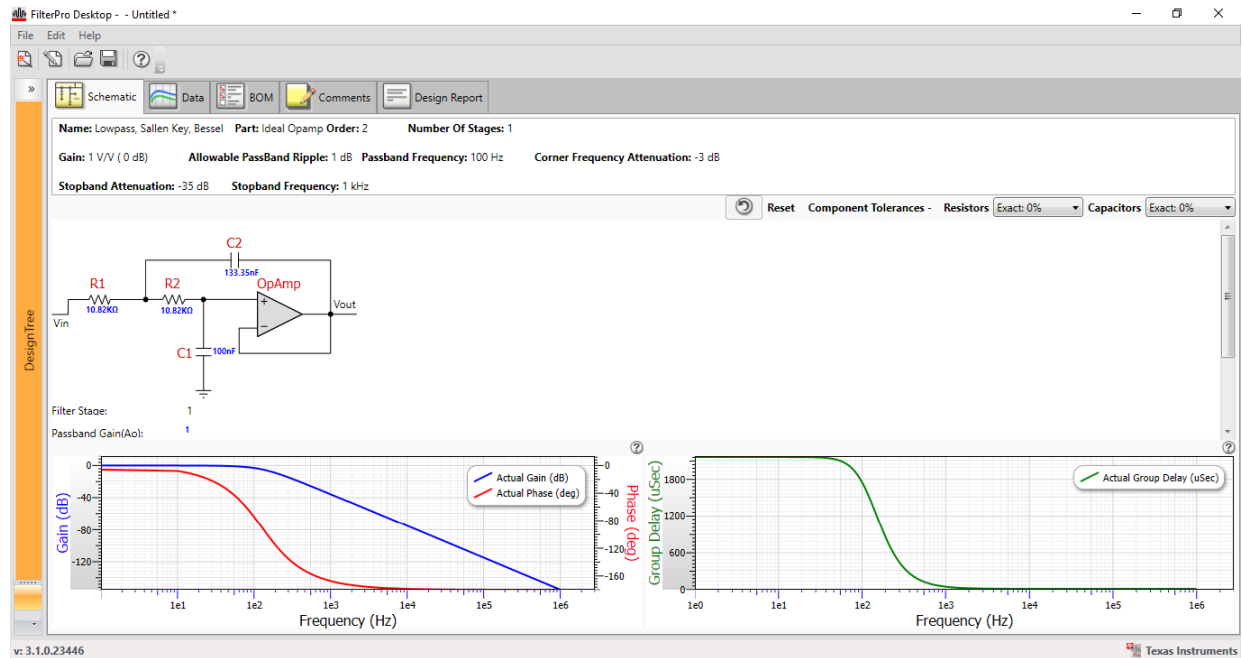 FilterPro Desktop - - Untitled *
File Edit Help
» Schematic Data BOM Comments Design Report
Name: Lowpass, Sallen Key, Bessel Part: Ideal Opamp Order: 2 Number Of Stages: 1
Gain: 1 V/V ( 0 dB) Allowable PassBand Ripple: 1 dB Passband Frequency: 100 Hz Corner Frequency Attenuation: -3 dB
Stopband Attenuation: -35 dB Stopband Frequency: 1 kHz
Reset Component Tolerances - Resistors Exact: 0% Capacitors Exact: 0%
DesignTree
C2
133.35nF
R1 R2 OpAmp
10.82KΩ 10.82KΩ
Vin
Vout
C1 100nF
Filter Stage: 1
Passband Gain(Ao): 1
Gain (dB)
0
-40
-80
-120
Actual Gain (dB)
Actual Phase (deg)
0
-40
-80
-120
-160
Phase (deg)
1e1 1e2 1e3 1e4 1e5 1e6
Frequency (Hz)
Group Delay (uSec)
1800
1200
600
0
Actual Group Delay (uSec)
1e0 1e1 1e2 1e3 1e4 1e5 1e6
Frequency (Hz)
v: 3.1.0.23446
Texas Instruments